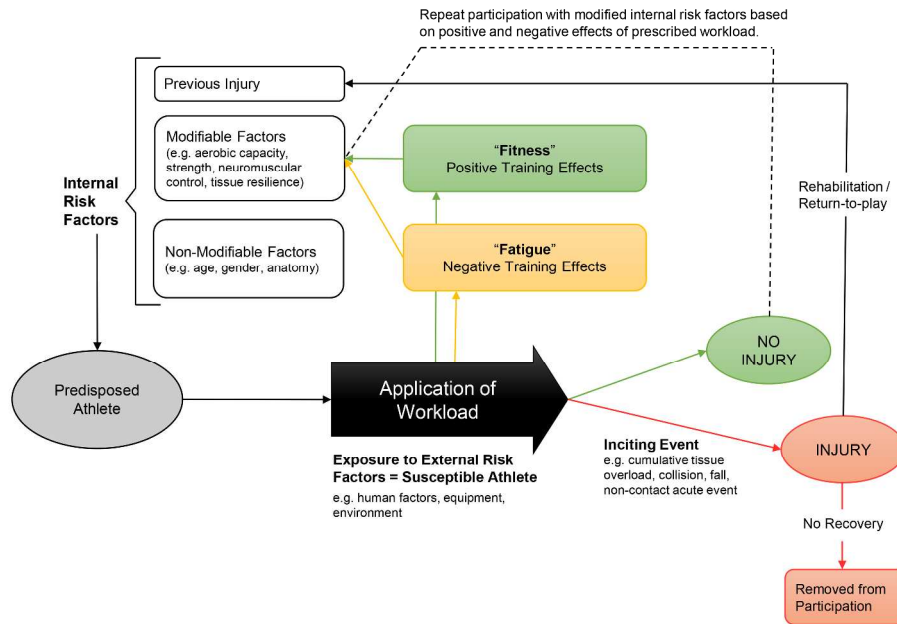 Repeat participation with modified internal risk factors based
on positive and negative effects of prescribed workload.
Previous Injury
Modifiable Factors
(e.g. aerobic capacity,
strength, neuromuscular
control, tissue resilience)
Internal
Risk
Factors
Non-Modifiable Factors
(e.g. age, gender, anatomy)
“Fitness”
Positive Training Effects
“Fatigue”
Negative Training Effects
Rehabilitation /
Return-to-play
Predisposed
Athlete
Application of
Workload
NO
INJURY
Exposure to External Risk
Factors = Susceptible Athlete
e.g. human factors, equipment,
environment
Inciting Event
e.g. cumulative tissue
overload, collision, fall,
non-contact acute event
INJURY
No Recovery
Removed from
Participation